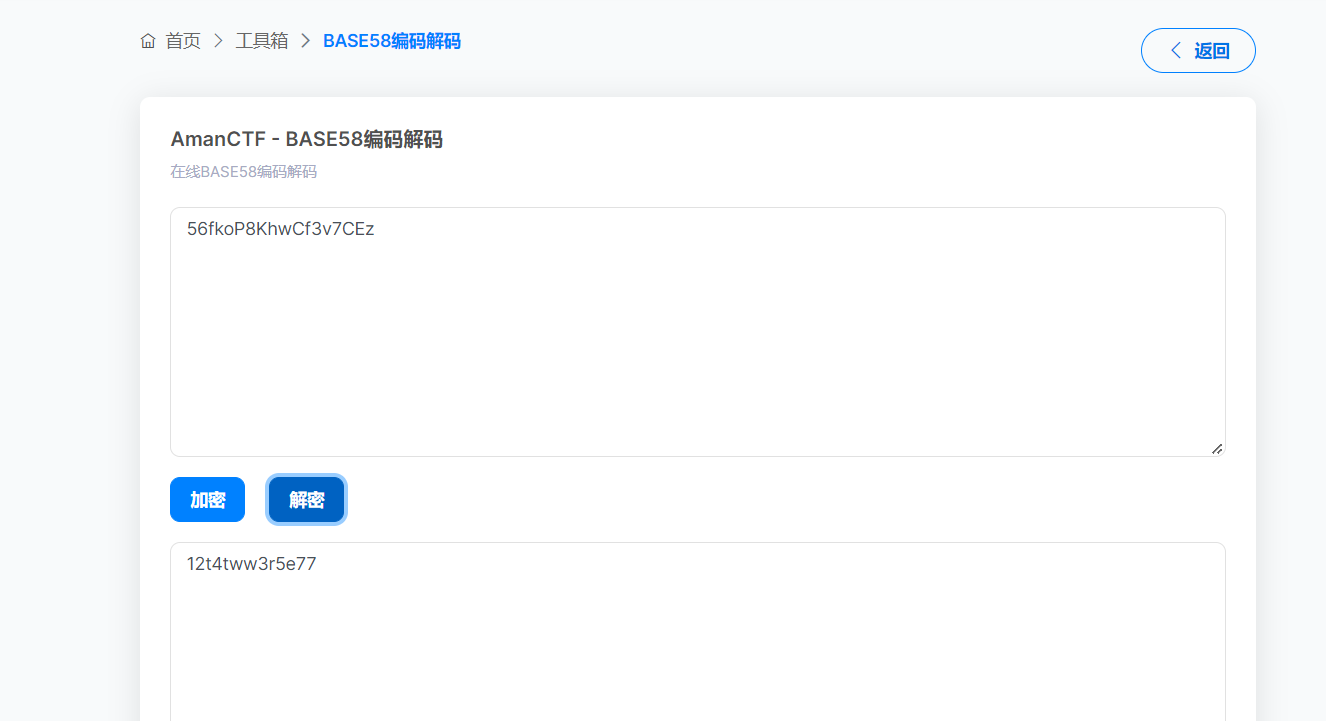 首页 > 工具箱 > BASE58编码解码
返回
AmanCTF - BASE58编码解码
在线BASE58编码解码
56fkoP8KhwCf3v7CEz
加密 解密
12t4tww3r5e77